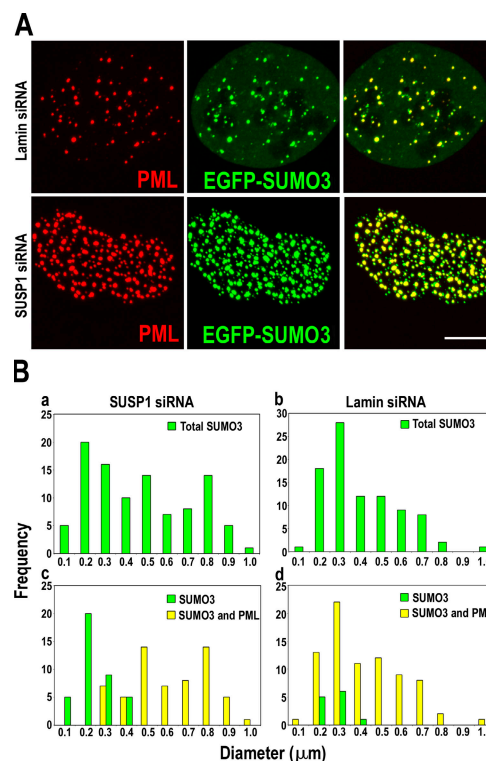 A
Lamin siRNA
PML
EGFP-SUMO3
SUSP1 siRNA
PML
EGFP-SUMO3
B
SUSP1 siRNA
Lamin siRNA
a
b
25
20
15
10
5
0
Total SUMO3
0.1 0.2 0.3 0.4 0.5 0.6 0.7 0.8 0.9 1.0
30
25
20
15
10
5
0
Total SUMO3
0.1 0.2 0.3 0.4 0.5 0.6 0.7 0.8 0.9 1.
Frequency
c
d
25
20
15
10
5
0
SUMO3
SUMO3 and PML
0.1 0.2 0.3 0.4 0.5 0.6 0.7 0.8 0.9 1.0
25
20
15
10
5
0
SUMO3
SUMO3 and PM
0.1 0.2 0.3 0.4 0.5 0.6 0.7 0.8 0.9 1.
Diameter (μm)